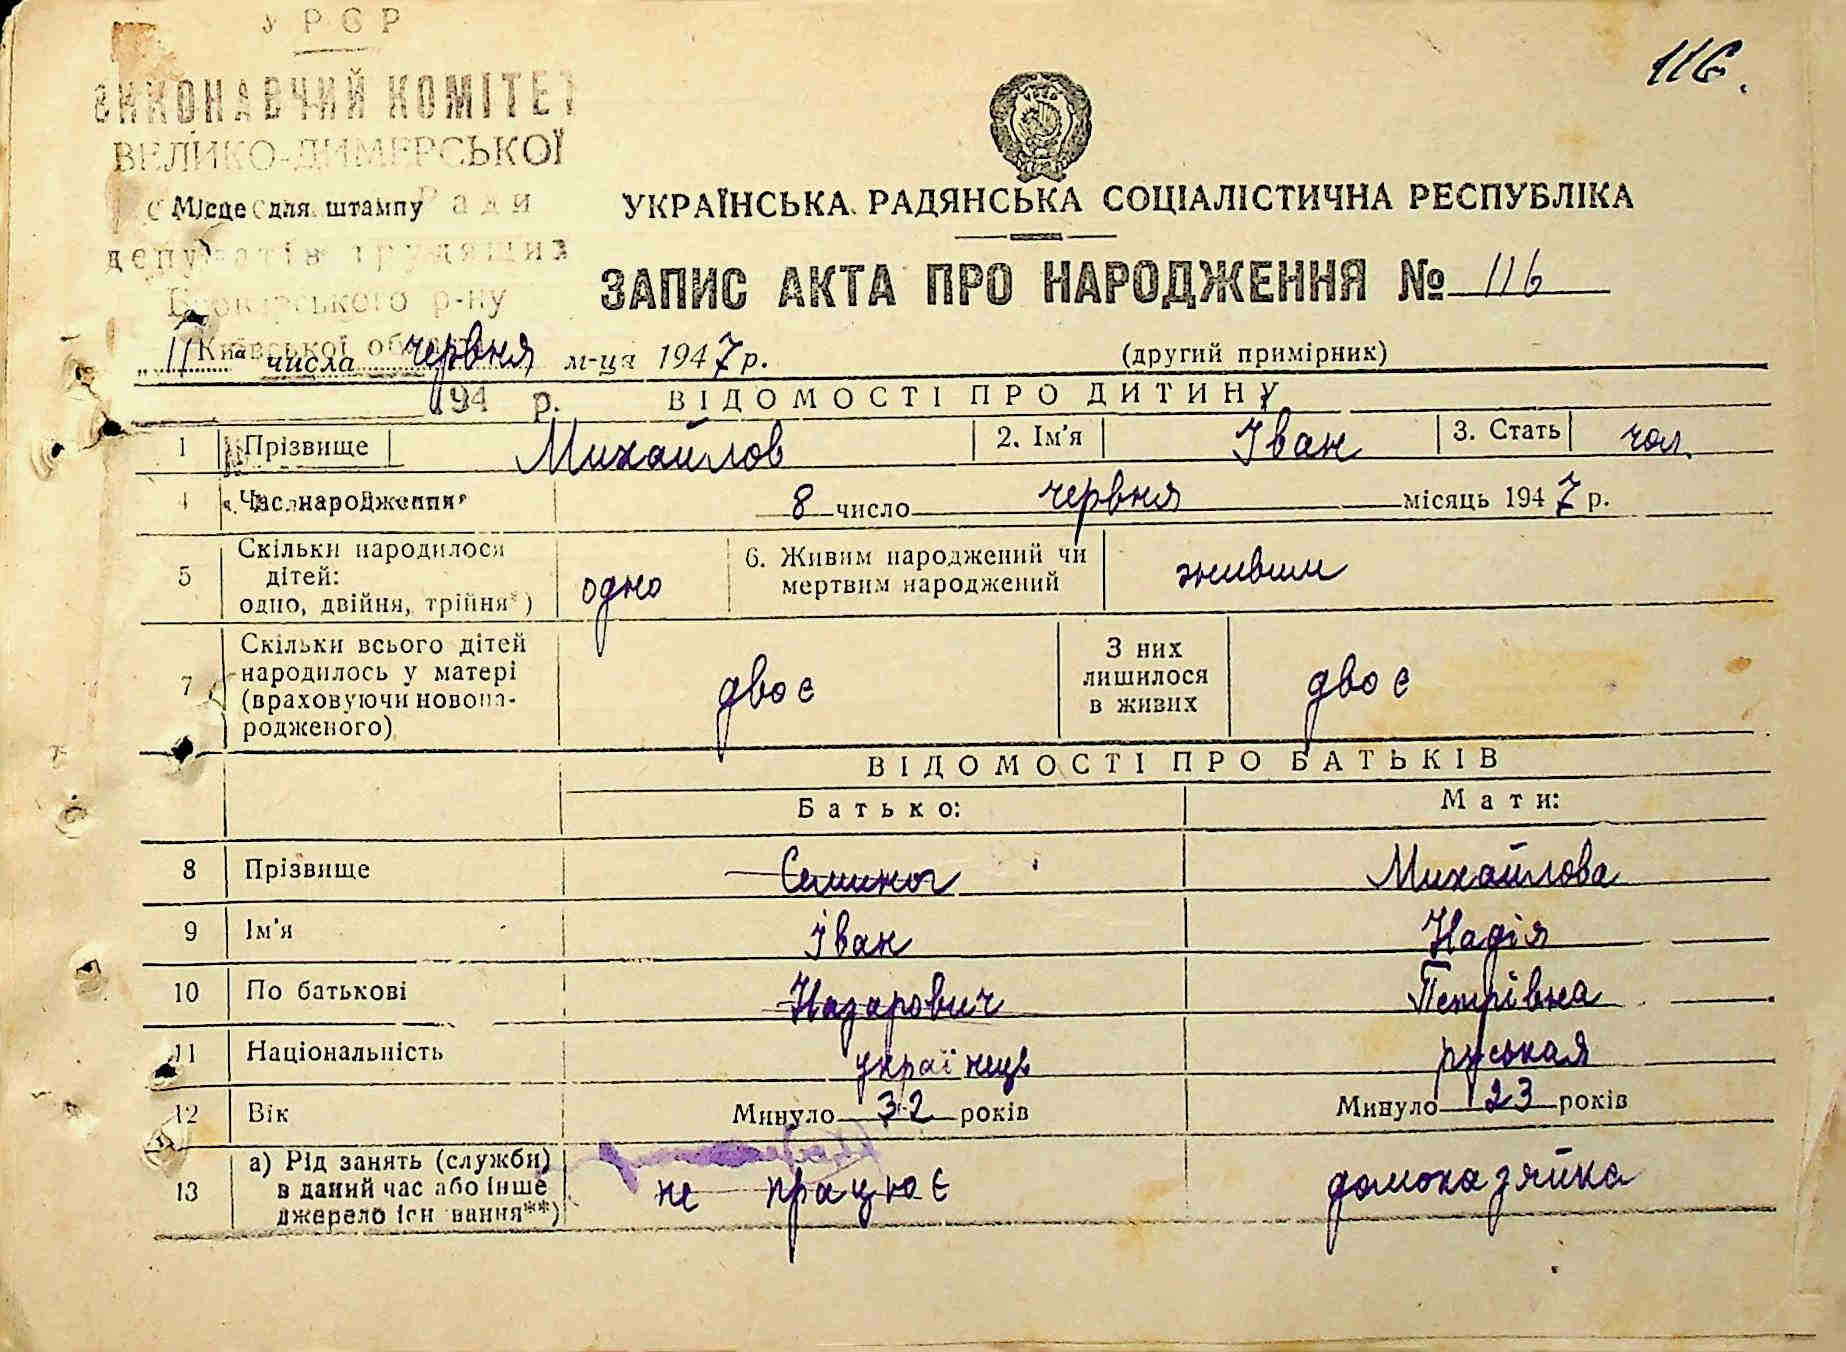 116.
УРСР
ВИКОНАВЧИЙ КОМІТЕТ
ВЕЛИКО-ДИМЕРСЬКОЇ
Ради
Місце для штампу
депутатів трудящих
Броварського р-ну
Київської
194 р.
УКРАЇНСЬКА РАДЯНСЬКА СОЦІАЛІСТИЧНА РЕСПУБЛІКА
ЗАПИС АКТА ПРО НАРОДЖЕННЯ № 116
„11" числа червня м-ця 1947 р.
(другий примірник)
ВІДОМОСТІ ПРО ДИТИНУ
1 Прізвище Михайлов 2. Ім'я Іван 3. Стать чол.
4 Час народження 8 число червня місяць 1947 р.
5 Скільки народилося
дітей:
одно, двійня, трійня*) одно
6. Живим народжений чи
мертвим народжений живим
7 Скільки всього дітей
народилось у матері
(враховуючи новона-
родженого) двоє
З них
лишилося
в живих двоє
ВІДОМОСТІ ПРО БАТЬКІВ
Батько: Мати:
8 Прізвище Михайлова
9 Ім'я Іван Надія
10 По батькові Назарович Петрівна
11 Національність українець руськая
12 Вік Минуло 32 років Минуло 23 років
13 а) Рід занять (служби)
в даний час або інше
джерело існування**) не працює домохазяйка